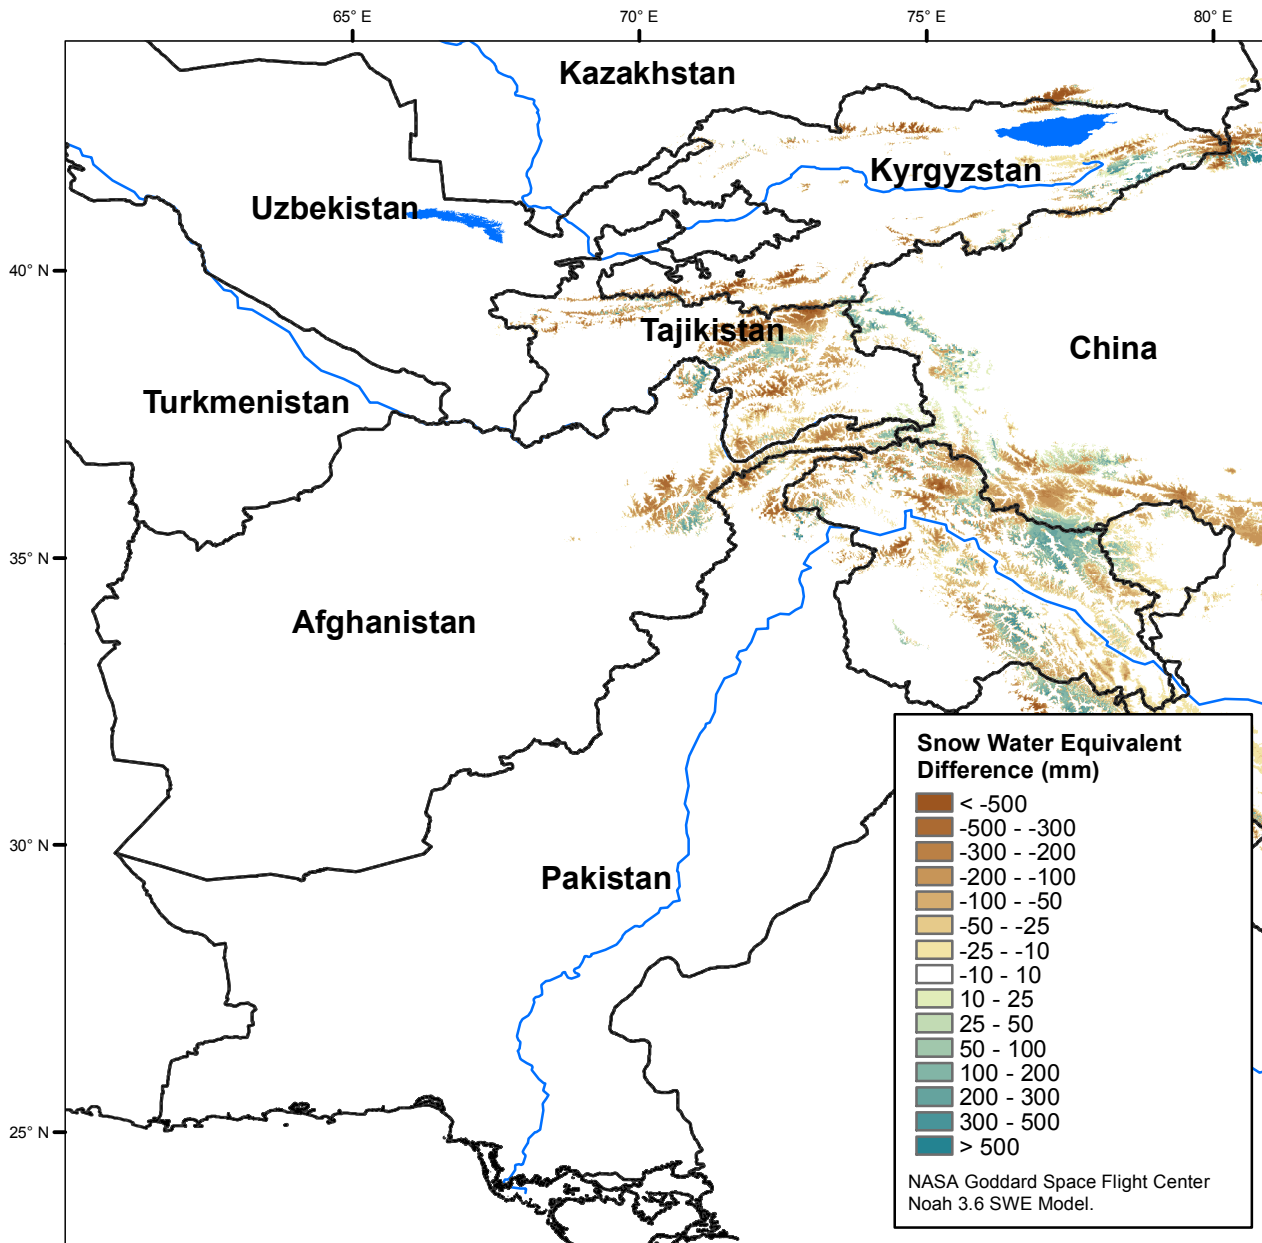 65° E
70° E
75° E
80° E
Kazakhstan
Kyrgyzstan
Uzbekistan
40° N
Tajikistan
China
Turkmenistan
35° N
Afghanistan
Snow Water Equivalent
Difference (mm)
< -500
-500 - -300
-300 - -200
-200 - -100
-100 - -50
-50 - -25
-25 - -10
-10 - 10
10 - 25
25 - 50
50 - 100
100 - 200
200 - 300
300 - 500
> 500
NASA Goddard Space Flight Center
Noah 3.6 SWE Model.
30° N
Pakistan
25° N